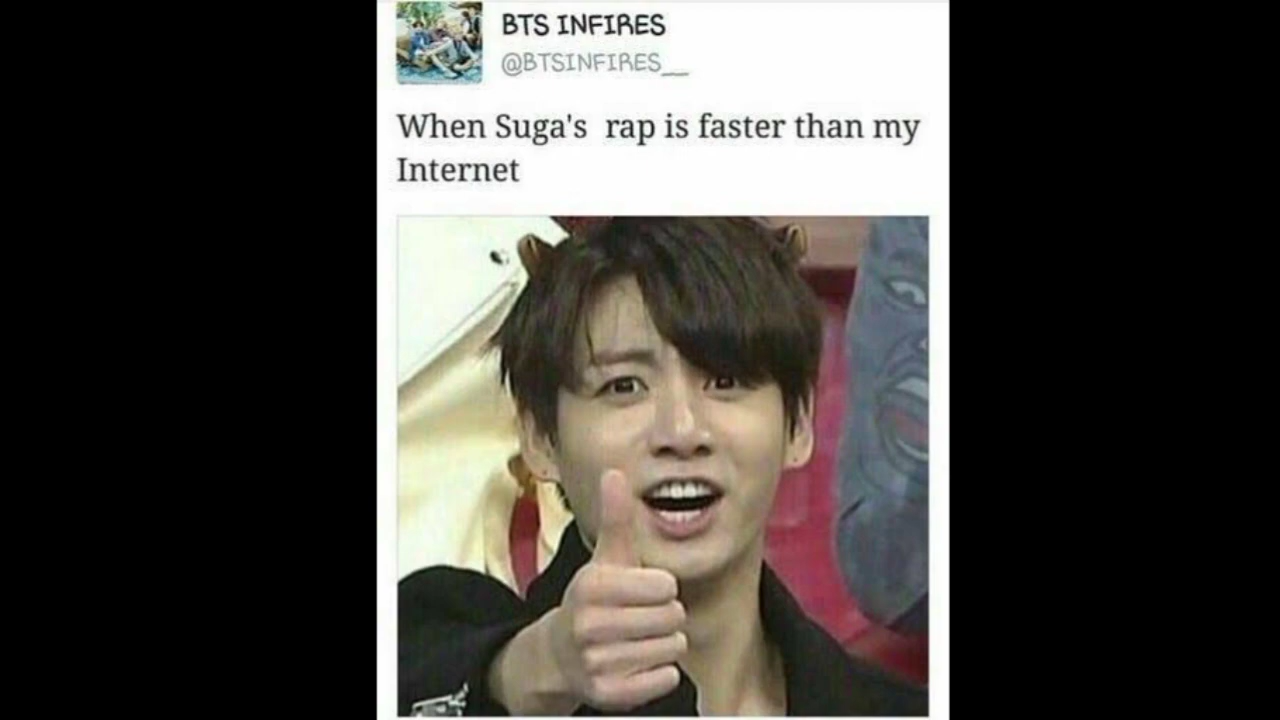 BTS INFIRES
@BTSINFIRES__
When Suga's  rap is faster than my
Internet